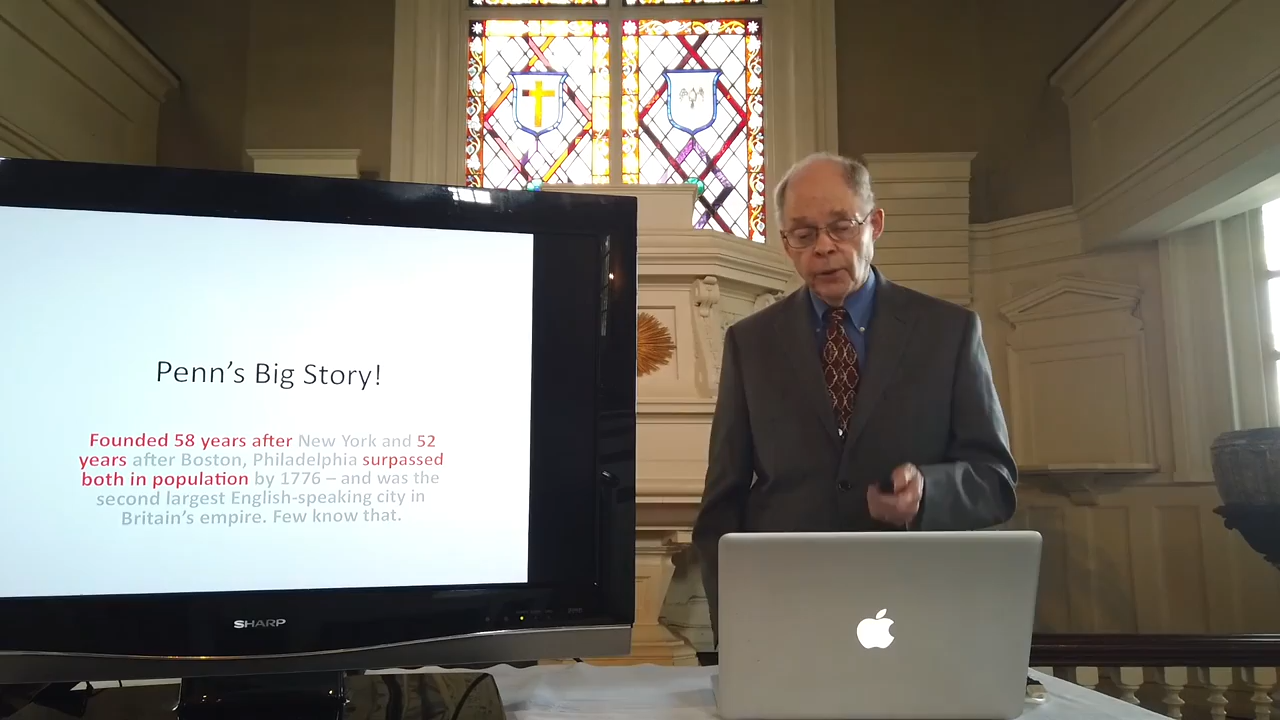 Penn's Big Story!
Founded 58 years after New York and 52
years after Boston, Philadelphia surpassed
both in population by 1776 – and was the
second largest English-speaking city in
Britain's empire. Few know that.
SHARP